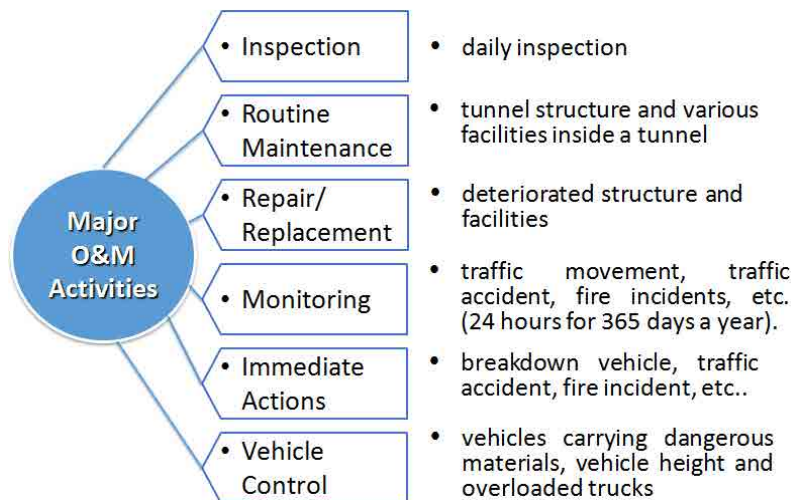 Major
O&M
Activities
• Inspection
• daily inspection
• Routine
Maintenance
• tunnel structure and various
facilities inside a tunnel
• Repair/
Replacement
• deteriorated structure and
facilities
• Monitoring
• traffic movement, traffic
accident, fire incidents, etc.
(24 hours for 365 days a year).
• Immediate
Actions
• breakdown vehicle, traffic
accident, fire incident, etc..
• Vehicle
Control
• vehicles carrying dangerous
materials, vehicle height and
overloaded trucks